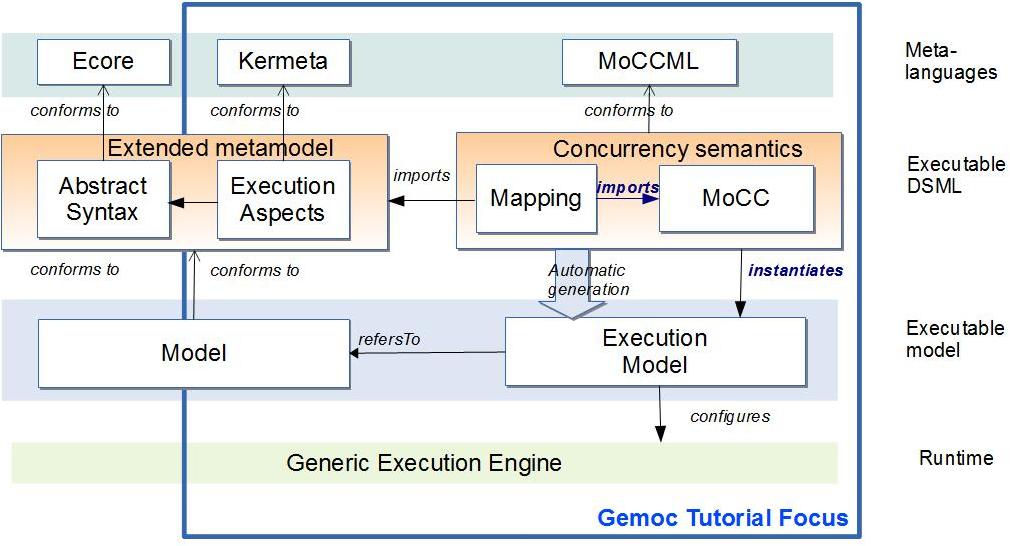 Ecore
Kermeta
MoCCML
Meta-
languages
conforms to
conforms to
conforms to
Extended metamodel
Concurrency semantics
Abstract
Syntax
Execution
Aspects
imports
Mapping
imports
MoCC
Executable
DSML
conforms to
conforms to
Automatic
generation
instantiates
Model
refersTo
Execution
Model
Executable
model
configures
Generic Execution Engine
Runtime
Gemoc Tutorial Focus